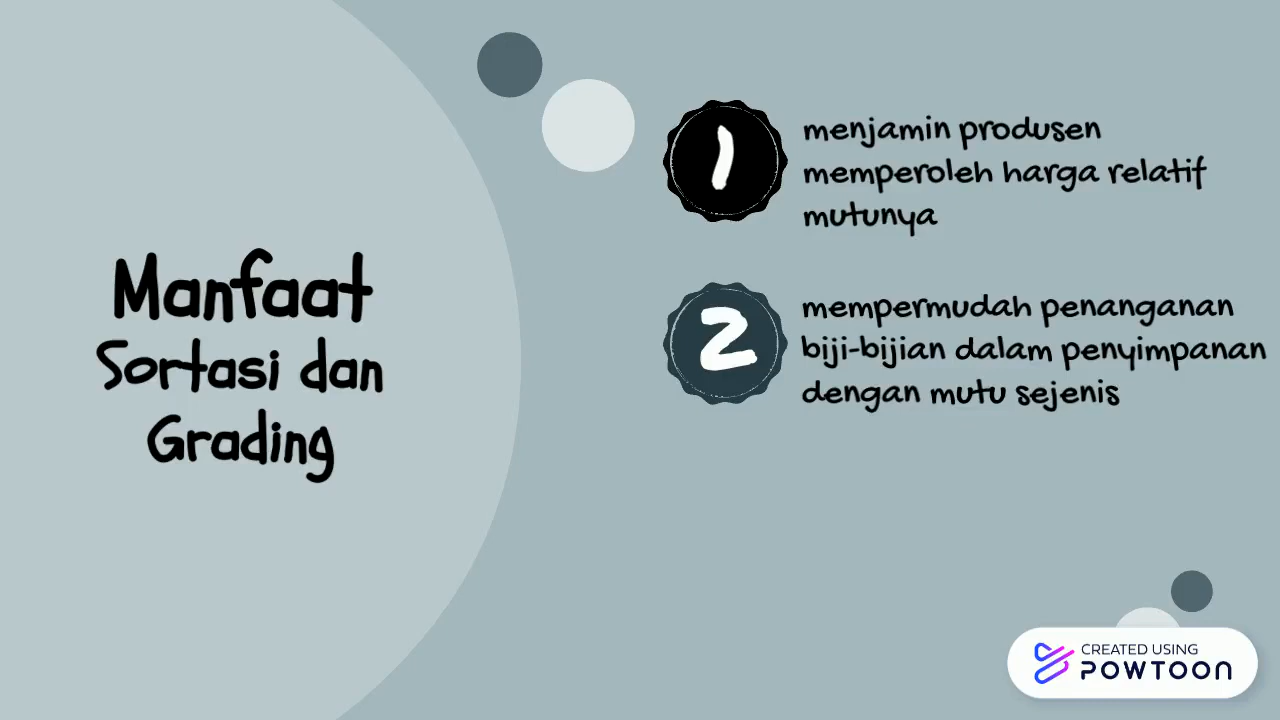 Manfaat
Sortasi dan
Grading
1
menjamin produsen
memperoleh harga relatif
mutunya
2
mempermudah penanganan
biji-bijian dalam penyimpanan
dengan mutu sejenis
CREATED USING
POWTOON